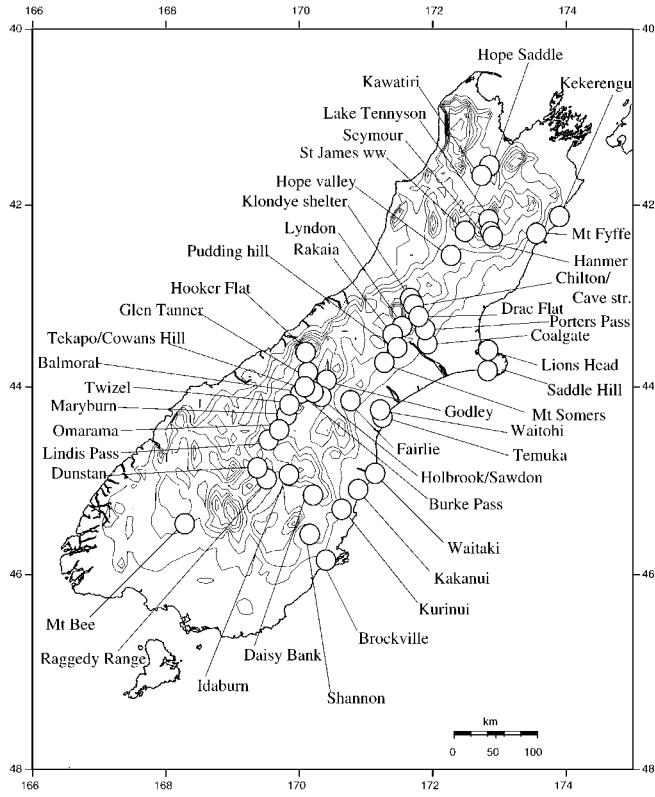 166 168 170 172 174
40 40
Hope Saddle
Kawatiri
Kekerengu
Lake Tennyson
Seymour
St James ww
Hope valley
42 42
Klondye shelter
Lyndon
Mt Fyffe
Pudding hill
Rakaia
Hanmer
Chilton/
Cave str.
Hooker Flat
Drac Flat
Glen Tanner
Porters Pass
Tekapo/Cowans Hill
Coalgate
Balmoral
Lions Head
44 44
Twizel
Saddle Hill
Maryburn
Godley
Mt Somers
Omarama
Waitohi
Lindis Pass
Fairlie
Temuka
Dunstan
Holbrook/Sawdon
Burke Pass
Waitaki
46 46
Kakanui
Kurinui
Mt Bee
Brockville
Raggedy Range
Daisy Bank
Idaburn
Shannon
km
0 50 100
48 48
166 168 170 172 174